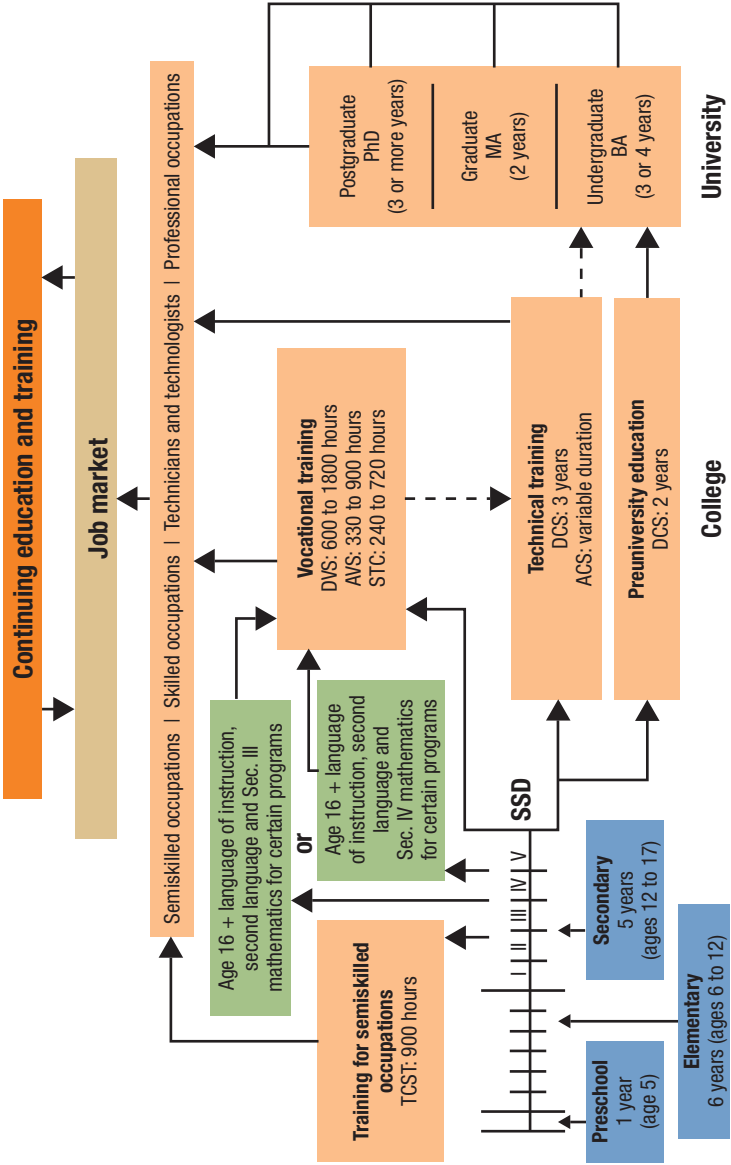 Continuing education and training
Job market
Semiskilled occupations I Skilled occupations I Technicians and technologists I Professional occupations
Age 16 + language of instruction,
second language and Sec. III
mathematics for certain programs
or
Age 16 + language
of instruction, second
language and
Sec. IV mathematics
for certain programs
Vocational training
DVS: 600 to 1800 hours
AVS: 330 to 900 hours
STC: 240 to 720 hours
Training for semiskilled
occupations
TCST: 900 hours
Postgraduate
PhD
(3 or more years)
Graduate
MA
(2 years)
Undergraduate
BA
(3 or 4 years)
University
Technical training
DCS: 3 years
ACS: variable duration
Preuniversity education
DCS: 2 years
College
I II III IV V
SSD
Preschool
1 year
(age 5)
Elementary
6 years (ages 6 to 12)
Secondary
5 years
(ages 12 to 17)